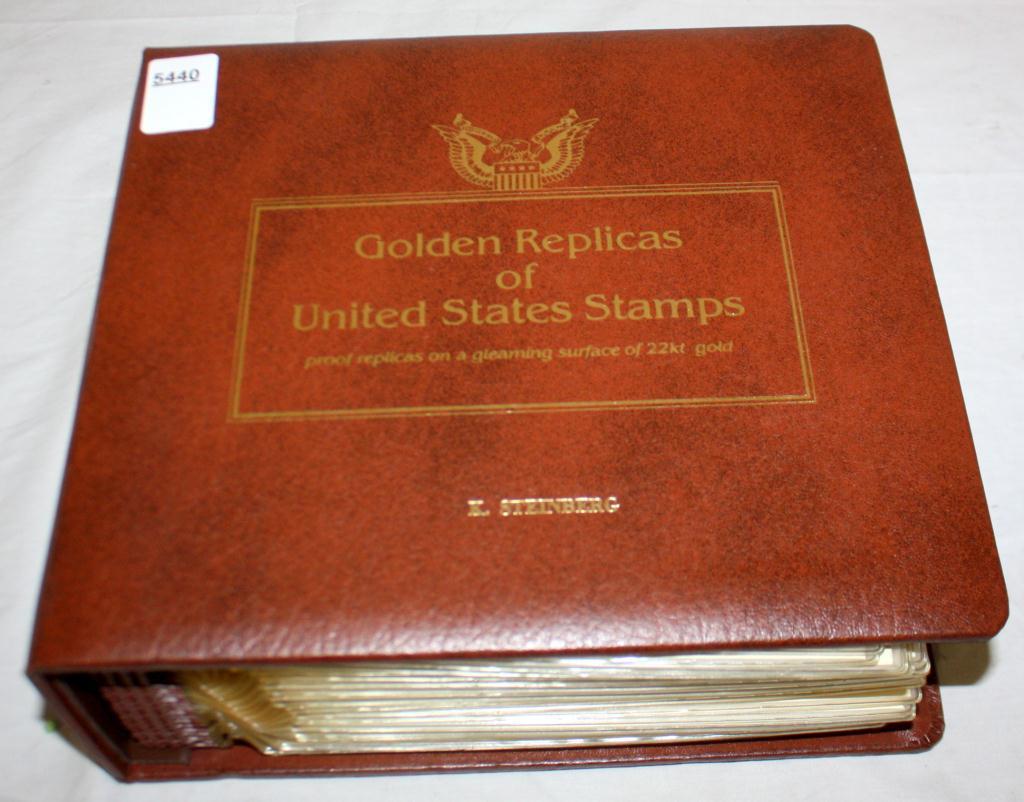 5440
Golden Replicas
of
United States Stamps
proof replicas on a gleaming surface of 22kt gold
K. STEINBERG